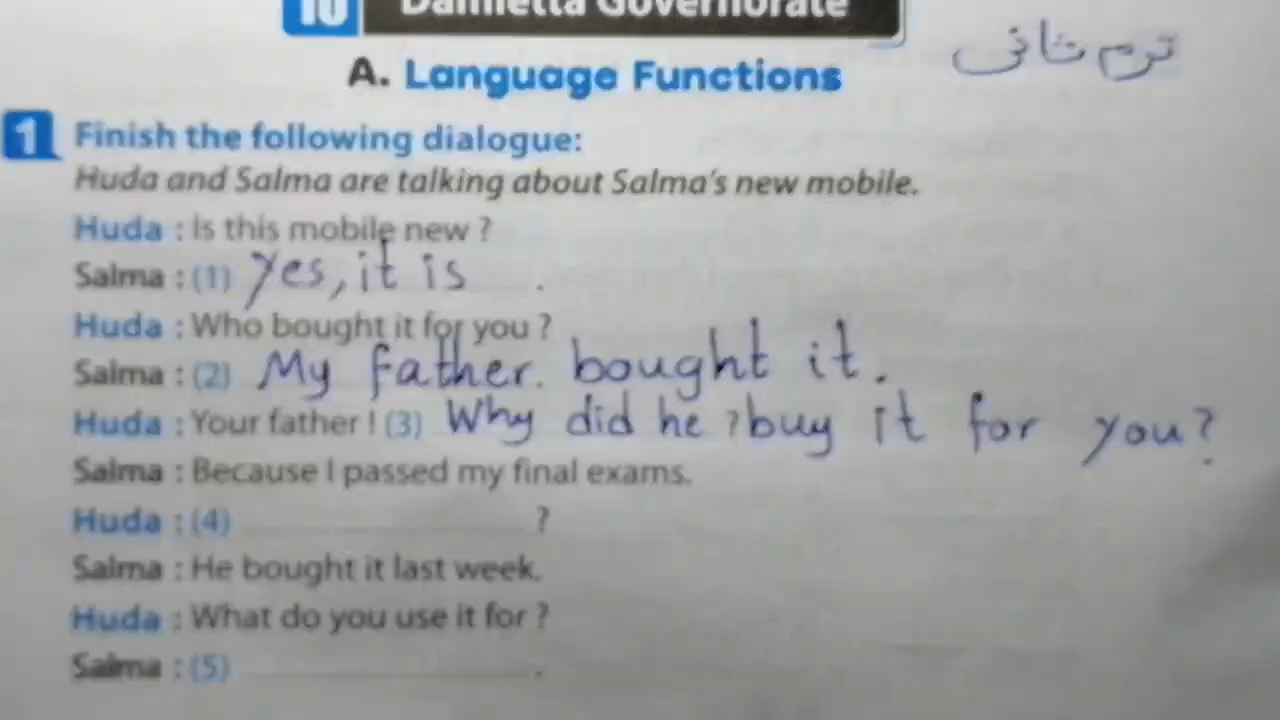 10 Damietta Governorate
ترم ثانى
A. Language Functions
1 Finish the following dialogue:
Huda and Salma are talking about Salma's new mobile.
Huda : Is this mobile new ?
Salma : (1) Yes, it is .
Huda : Who bought it for you ?
Salma : (2) My father. bought it.
Huda : Your father ! (3) Why did he ? buy it for you?
Salma : Because I passed my final exams.
Huda : (4) ?
Salma : He bought it last week.
Huda : What do you use it for ?
Salma : (5) .